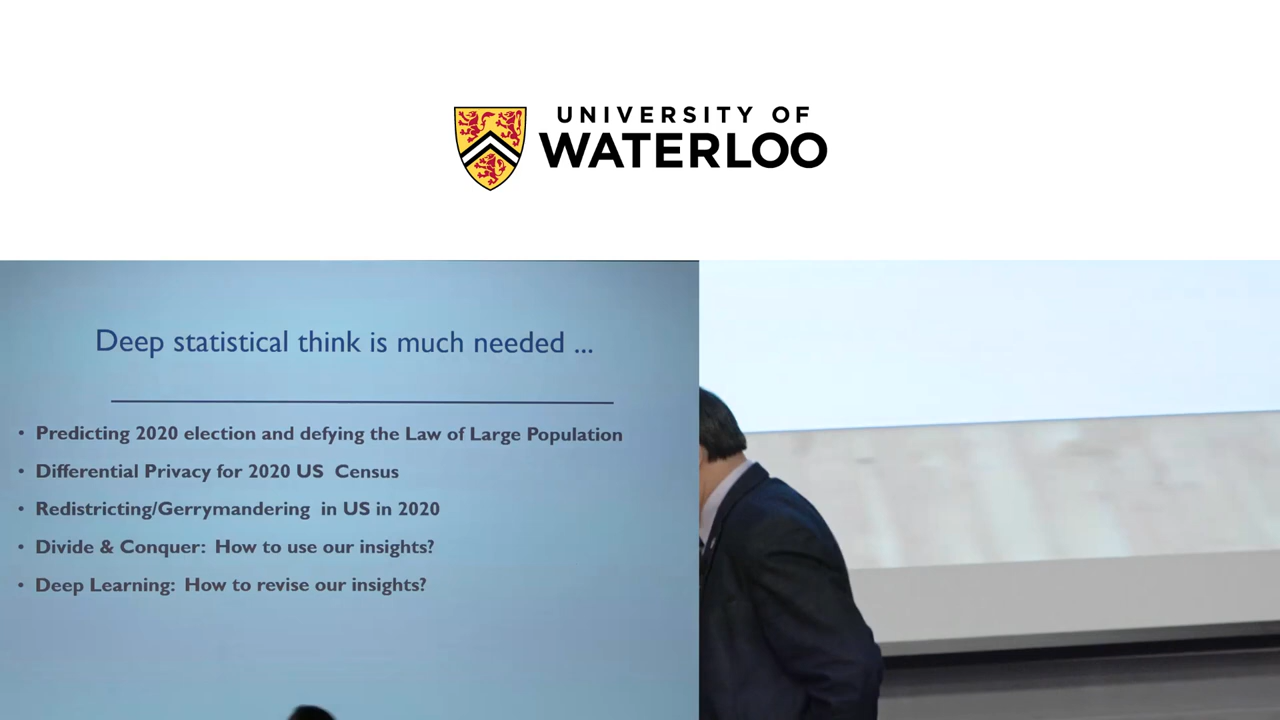 UNIVERSITY OF
WATERLOO
Deep statistical think is much needed ...
• Predicting 2020 election and defying the Law of Large Population
• Differential Privacy for 2020 US Census
• Redistricting/Gerrymandering in US in 2020
• Divide & Conquer: How to use our insights?
• Deep Learning: How to revise our insights?